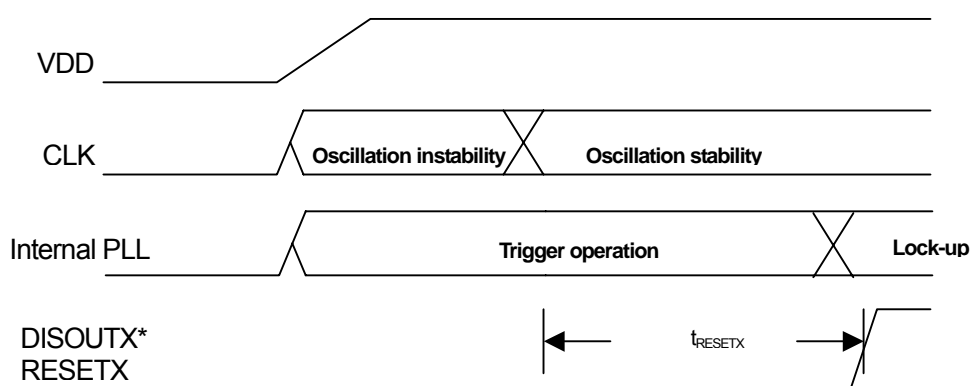 VDD
CLK
Oscillation instability
Oscillation stability
Internal PLL
Trigger operation
Lock-up
DISOUTX*
tRESETX
RESETX